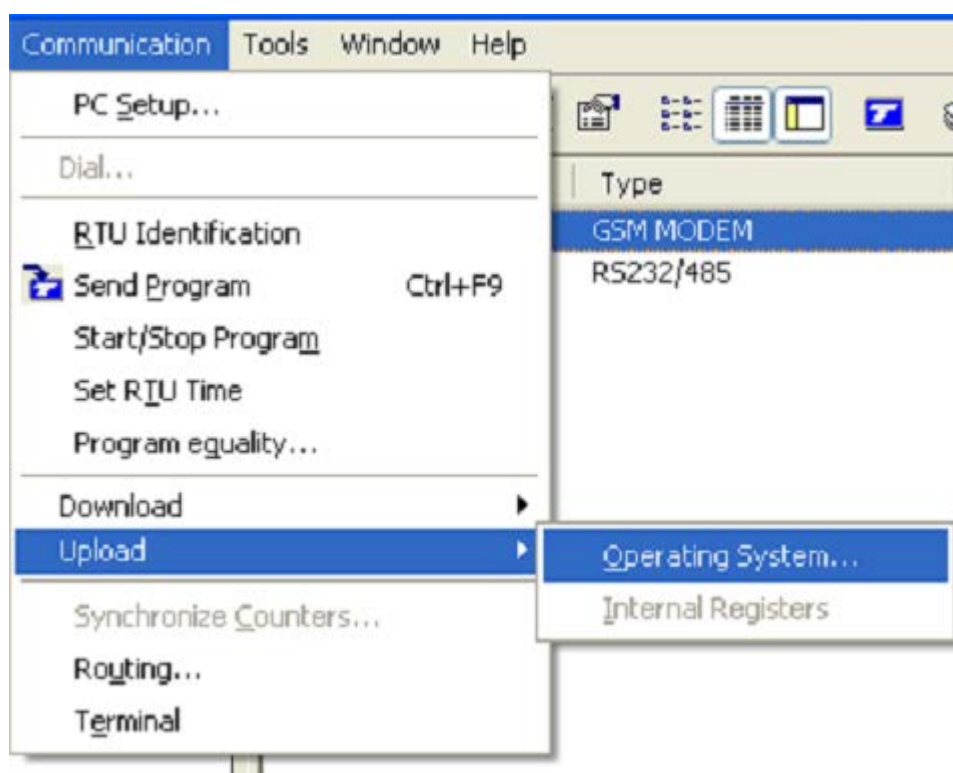 Communication Tools Window Help
PC Setup...
Dial...
Type
RTU Identification
GSM MODEM
Send Program Ctrl+F9
RS232/485
Start/Stop Program
Set RTU Time
Program equality...
Download
Upload
Operating System...
Internal Registers
Synchronize Counters...
Routing...
Terminal